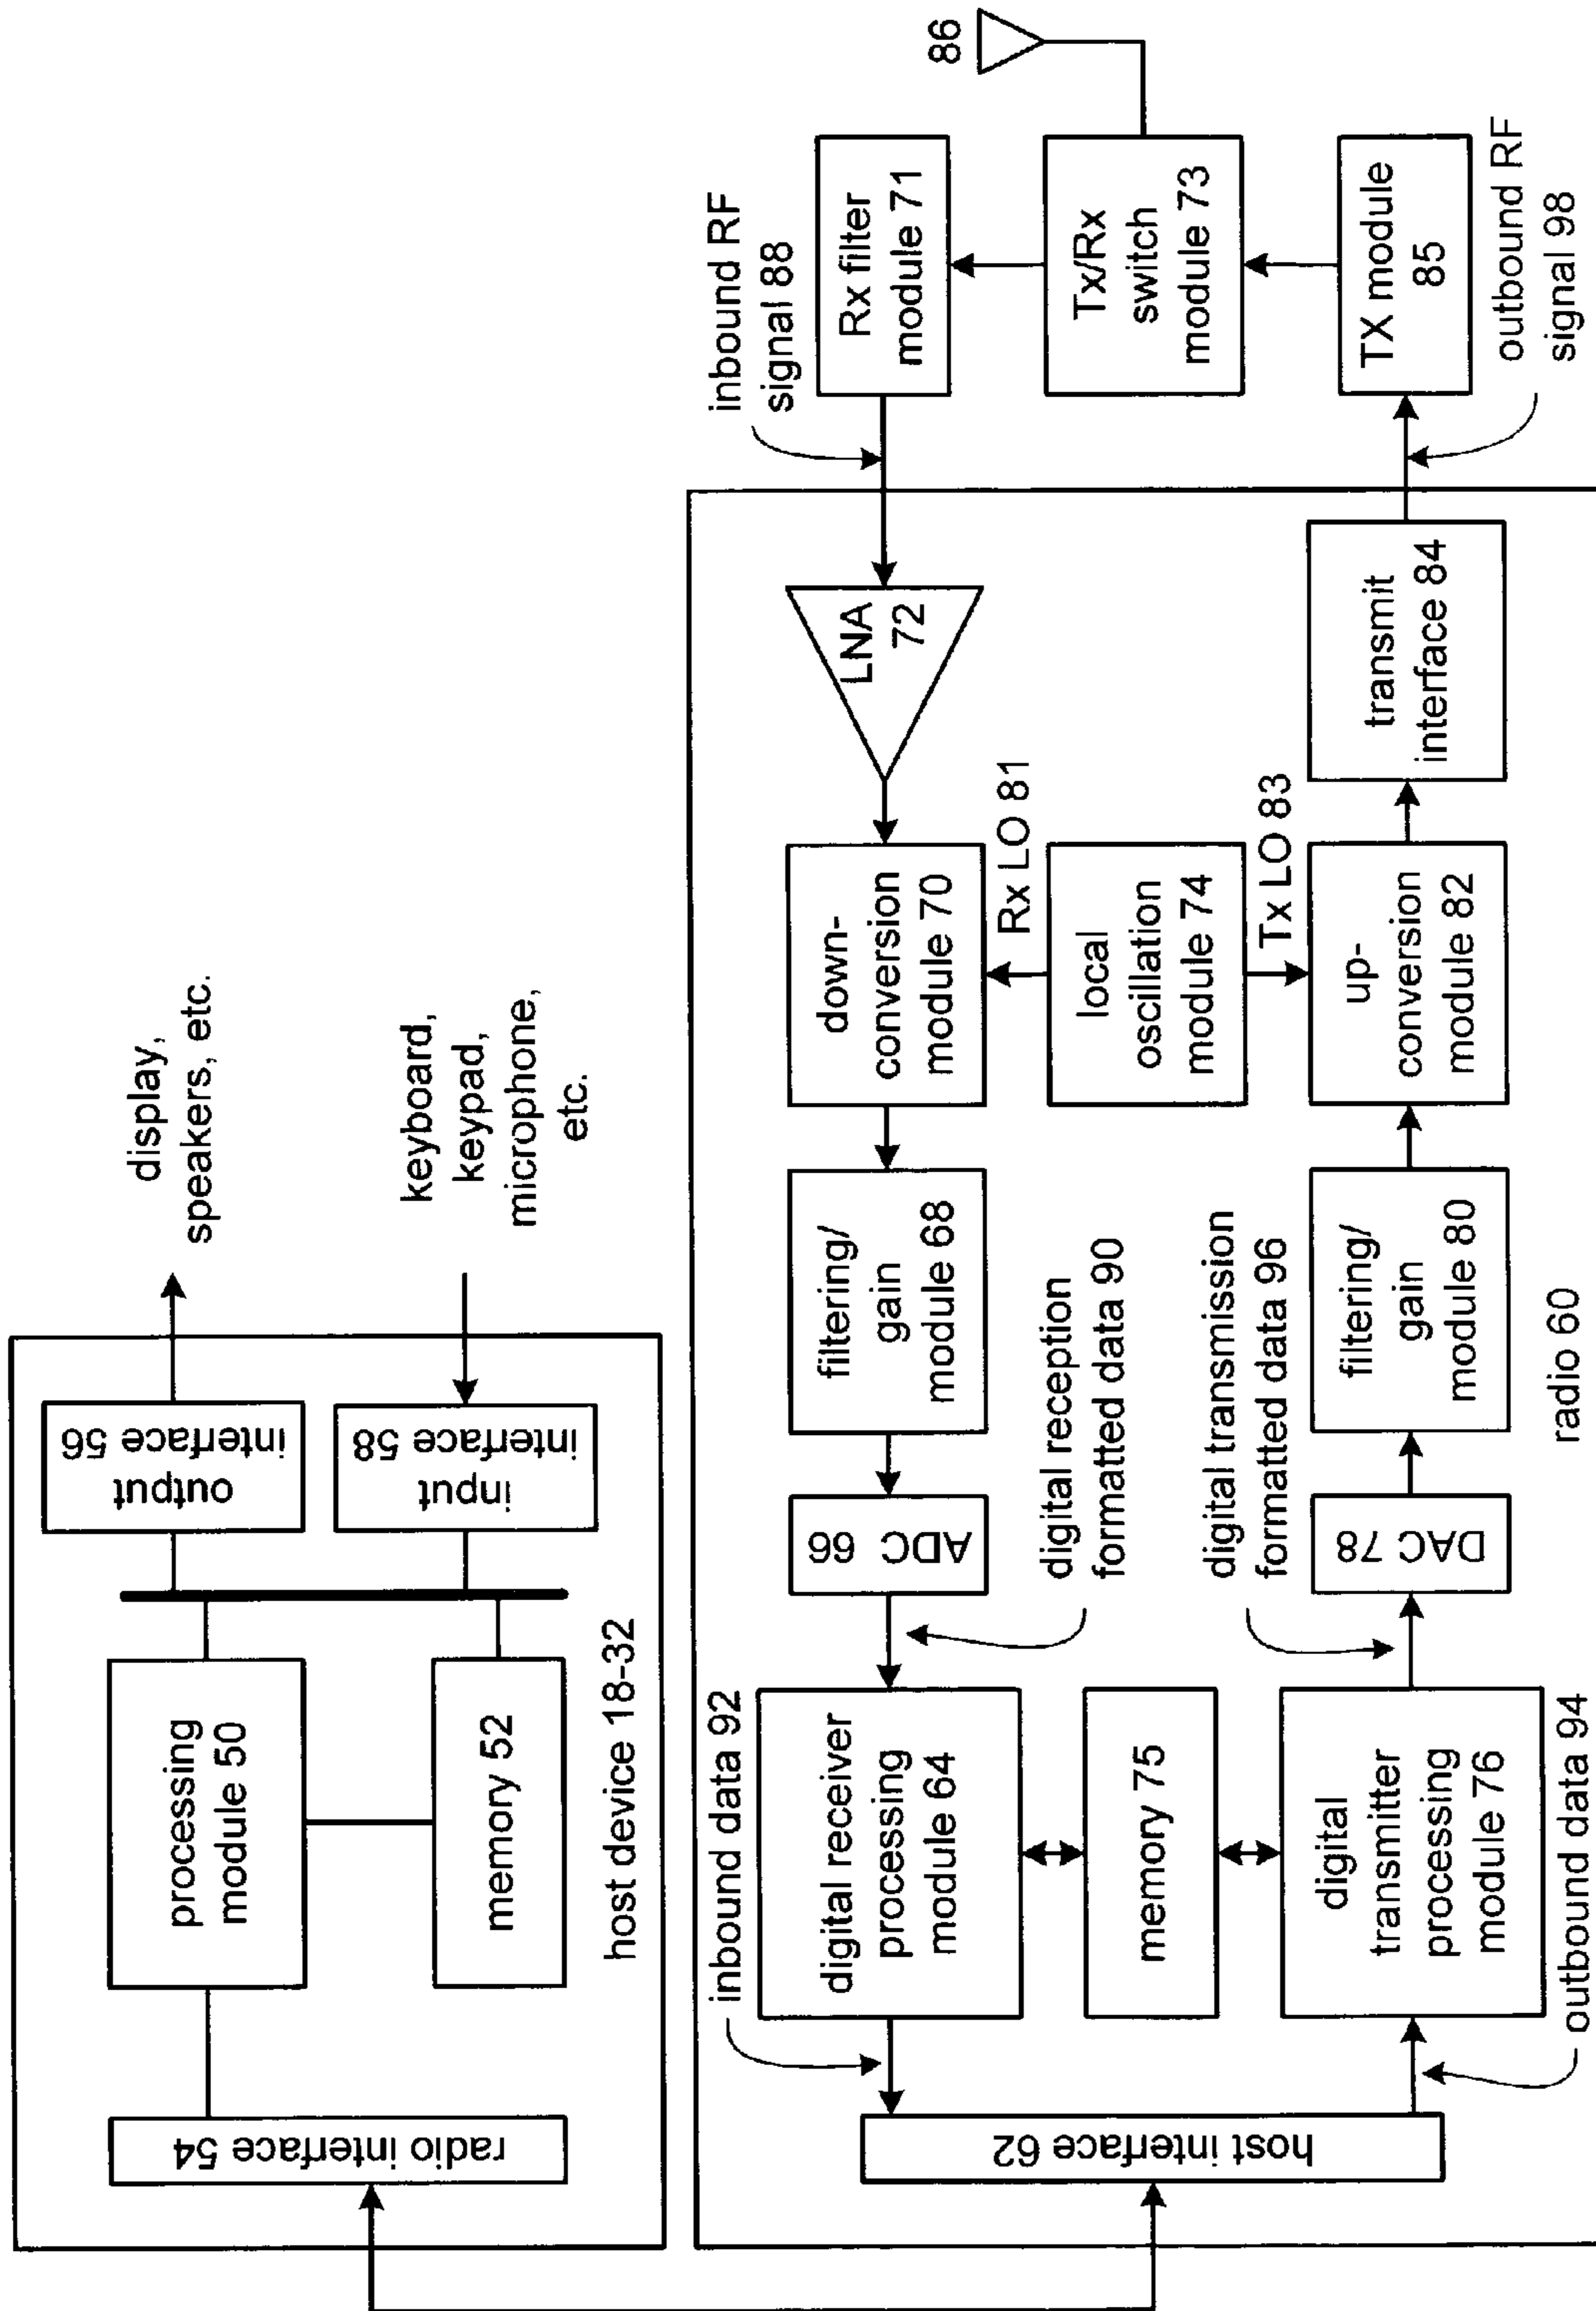 processing
module 50
memory 52
radio interface 54
output
interface 56
input
interface 58
display,
speakers, etc.
keyboard,
keypad,
microphone,
etc.
host device 18-32
inbound data 92
digital receiver
processing
module 64
ADC 66
filtering/
gain
module 68
down-
conversion
module 70
LNA
72
inbound RF
signal 88
Rx filter
module 71
86
digital reception
formatted data 90
Rx LO 81
host interface 62
memory 75
local
oscillation
module 74
Tx/Rx
switch
module 73
digital transmission
formatted data 96
Tx LO 83
digital
transmitter
processing
module 76
DAC 78
filtering/
gain
module 80
up-
conversion
module 82
transmit
interface 84
TX module
85
outbound RF
signal 98
outbound data 94
radio 60